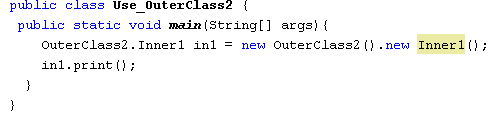 public class Use_OuterClass2 {
public static void main(String[] args){
OuterClass2.Inner1 in1 = new OuterClass2().new Inner1();
in1.print();
}
}